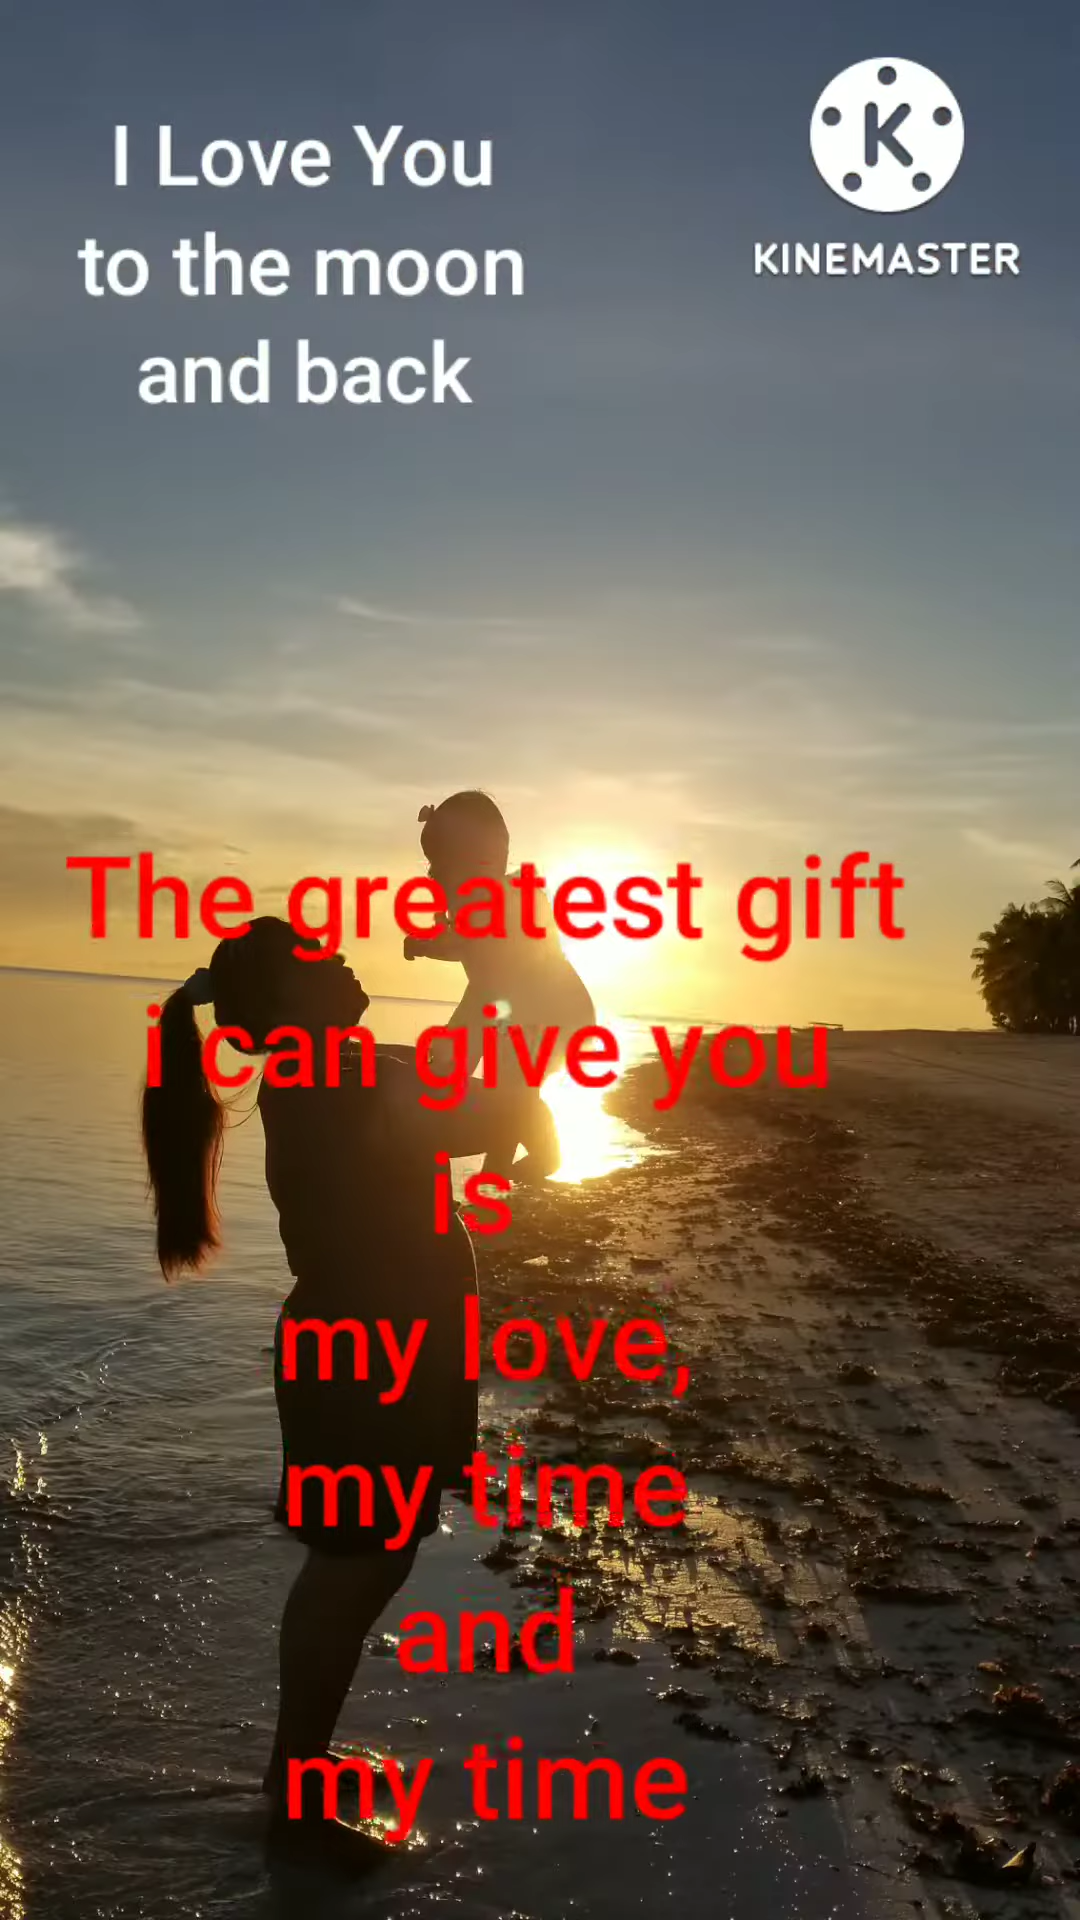 I Love You
to the moon
and back
KINEMASTER
The greatest gift
i can give you
is
my love,
my time
and
my time